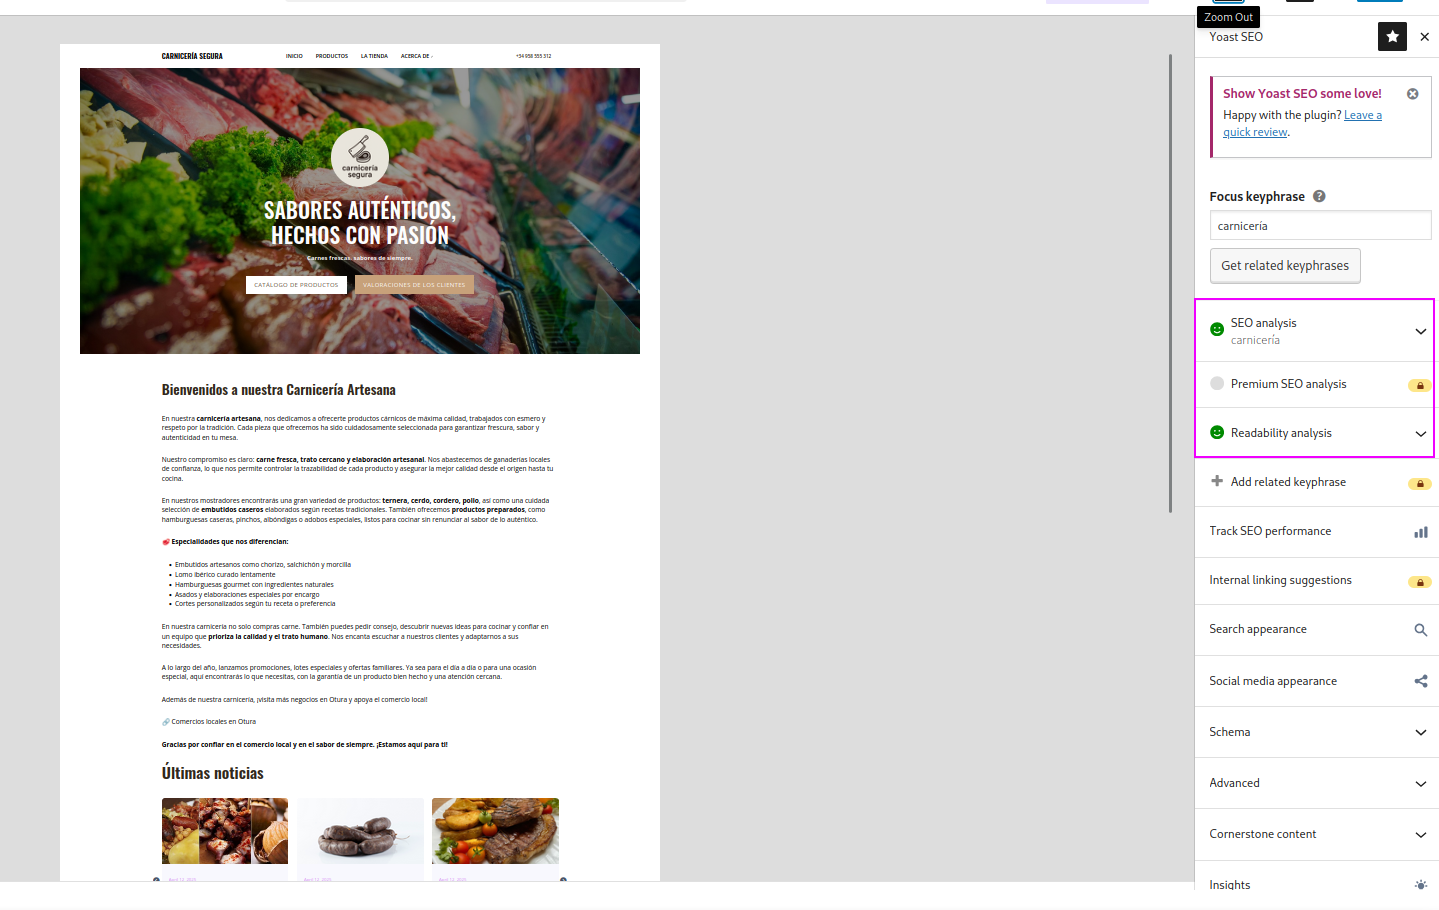 Zoom Out
Yoast SEO
CARNICERÍA SEGURA
INICIO
PRODUCTOS
LA TIENDA
ACERCA DE
+34 958 555 312
carnicería
segura
SABORES AUTÉNTICOS,
HECHOS CON PASIÓN
Carnes frescas, sabores de siempre.
CATÁLOGO DE PRODUCTOS
VALORACIONES DE LOS CLIENTES
Bienvenidos a nuestra Carnicería Artesana
En nuestra carnicería artesana, nos dedicamos a ofrecerte productos cárnicos de máxima calidad, trabajados con esmero y
respeto por la tradición. Cada pieza que ofrecemos ha sido cuidadosamente seleccionada para garantizar frescura, sabor y
autenticidad en tu mesa.
Nuestro compromiso es claro: carne fresca, trato cercano y elaboración artesanal. Nos abastecemos de ganaderías locales
de confianza, lo que nos permite controlar la trazabilidad de cada producto y asegurar la mejor calidad desde el origen hasta tu
cocina.
En nuestros mostradores encontrarás una gran variedad de productos: ternera, cerdo, cordero, pollo, así como una cuidada
selección de embutidos caseros elaborados según recetas tradicionales. También ofrecemos productos preparados, como
hamburguesas caseras, pinchos, albóndigas o adobos especiales, listos para cocinar sin renunciar al sabor de lo auténtico.
🥩 Especialidades que nos diferencian:
• Embutidos artesanos como chorizo, salchichón y morcilla
• Lomo ibérico curado lentamente
• Hamburguesas gourmet con ingredientes naturales
• Asados y elaboraciones especiales por encargo
• Cortes personalizados según tu receta o preferencia
En nuestra carnicería no solo compras carne. También puedes pedir consejo, descubrir nuevas ideas para cocinar y confiar en
un equipo que prioriza la calidad y el trato humano. Nos encanta escuchar a nuestros clientes y adaptarnos a sus
necesidades.
A lo largo del año, lanzamos promociones, lotes especiales y ofertas familiares. Ya sea para el día a día o para una ocasión
especial, aquí encontrarás lo que necesitas, con la garantía de un producto bien hecho y una atención cercana.
Además de nuestra carnicería, ¡visita más negocios en Otura y apoya el comercio local!
🔗 Comercios locales en Otura
Gracias por confiar en el comercio local y en el sabor de siempre. ¡Estamos aquí para ti!
Últimas noticias
April 12, 2025
April 12, 2025
April 12, 2025
Show Yoast SEO some love!
Happy with the plugin? Leave a
quick review.
Focus keyphrase
carnicería
Get related keyphrases
SEO analysis
carnicería
Premium SEO analysis
Readability analysis
Add related keyphrase
Track SEO performance
Internal linking suggestions
Search appearance
Social media appearance
Schema
Advanced
Cornerstone content
Insights